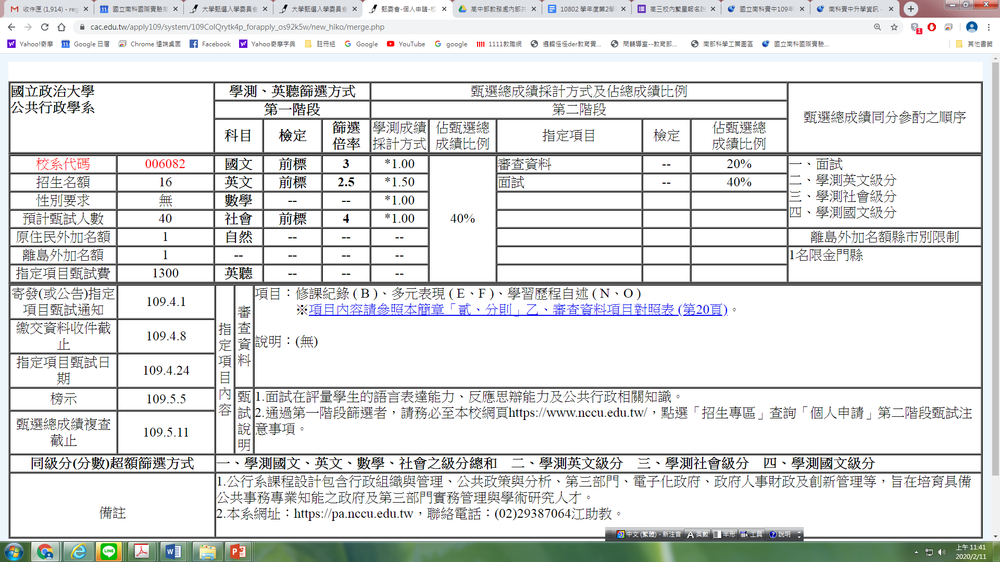 收件匣 (1,914) - reg
國立南科國際實驗高
大學甄選入學委員會
大學甄選入學委員會
甄委會-個人申請-校
高中部教務處內部共
10802 學年度第2學
高三校內繁星報名說
國立南科實中109年
南科實中升學資訊 -
cac.edu.tw/apply109/system/109ColQrytk4p_forapply_os92k5w/new_hiko/merge.php
Yahoo!奇摩
Google 日曆
Chrome 遠端桌面
Facebook
Yahoo奇摩字典
註冊組
Google
YouTube
google
1111教職網
邏輯怪怪der教育實...
問輔導室--教育部...
南部科學工業園區
國立南科國際實驗...
其他書籤
國立政治大學
公共行政學系
學測、英聽篩選方式
甄選總成績採計方式及佔總成績比例
甄選總成績同分參酌之順序
第一階段
第二階段
科目 檢定 篩選倍率 學測成績採計方式 佔甄選總成績比例 指定項目 檢定 佔甄選總成績比例
校系代碼 006082 國文 前標 3 *1.00 40% 審查資料 -- 20% 一、面試
招生名額 16 英文 前標 2.5 *1.50 面試 -- 40% 二、學測英文級分
性別要求 無 數學 -- -- *1.00 三、學測社會級分
預計甄試人數 40 社會 前標 4 *1.00 四、學測國文級分
原住民外加名額 1 自然 -- -- -- 離島外加名額縣市別限制
離島外加名額 1 -- -- -- -- 1名限金門縣
指定項目甄試費 1300 英聽 -- -- --
寄發(或公告)指定項目甄試通知 109.4.1
繳交資料收件截止 109.4.8
指定項目甄試日期 109.4.24
榜示 109.5.5
甄選總成績複查截止 109.5.11
指定項目內容
審查資料
項目：修課紀錄 ( B )、多元表現 ( E、F )、學習歷程自述 ( N、O )
※項目內容請參照本簡章「貳、分則」乙、審查資料項目對照表 (第20頁)。
說明：(無)
甄試說明
1.面試在評量學生的語言表達能力、反應思辯能力及公共行政相關知識。
2.通過第一階段篩選者，請務必至本校網頁https://www.nccu.edu.tw/，點選「招生專區」查詢「個人申請」第二階段甄試注
意事項。
同級分(分數)超額篩選方式 一、學測國文、英文、數學、社會之級分總和 二、學測英文級分 三、學測社會級分 四、學測國文級分
備註
1.公行系課程設計包含行政組織與管理、公共政策與分析、第三部門、電子化政府、政府人事財政及創新管理等，旨在培育具備
公共事務專業知能之政府及第三部門實務管理與學術研究人才。
2.本系網址：https://pa.nccu.edu.tw，聯絡電話：(02)29387064江助教。
中文 (繁體) - 新注音 英數 半形 工具 說明
上午 11:41
2020/2/11